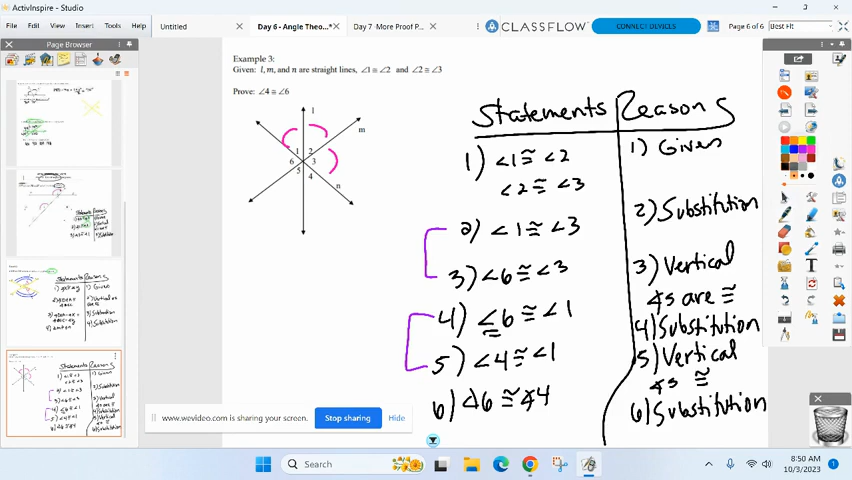 ActivInspire - Studio
File Edit Insert Tools Help
Untitled
Day 6 - Angle Theo...*
Day 7 -More Proof P...
CLASSFLOW
CONNECT DEVICES
Page 6 of 6
Best Fit
Page Browser
Example 3:
Given: l, m, and n are straight lines, ∠1 ≅ ∠2 and ∠2 ≅ ∠3
Prove: ∠4 ≅ ∠6
l
m
1 2
6 3
5 4
n
Statements Reasons
1) ∠1 ≅ ∠2 1) Given
∠2 ≅ ∠3
2) ∠1 ≅ ∠3 2) Substitution
3) ∠6 ≅ ∠3 3) Vertical
∡s are ≅
4) ∠6 ≅ ∠1 4) Substitution
5) ∠4 ≅ ∠1 5) Vertical
∡s ≅
6) ∡6 ≅ ∡4 6) Substitution
www.wevideo.com is sharing your screen.
Stop sharing
Hide
Search
8:50 AM
10/3/2023